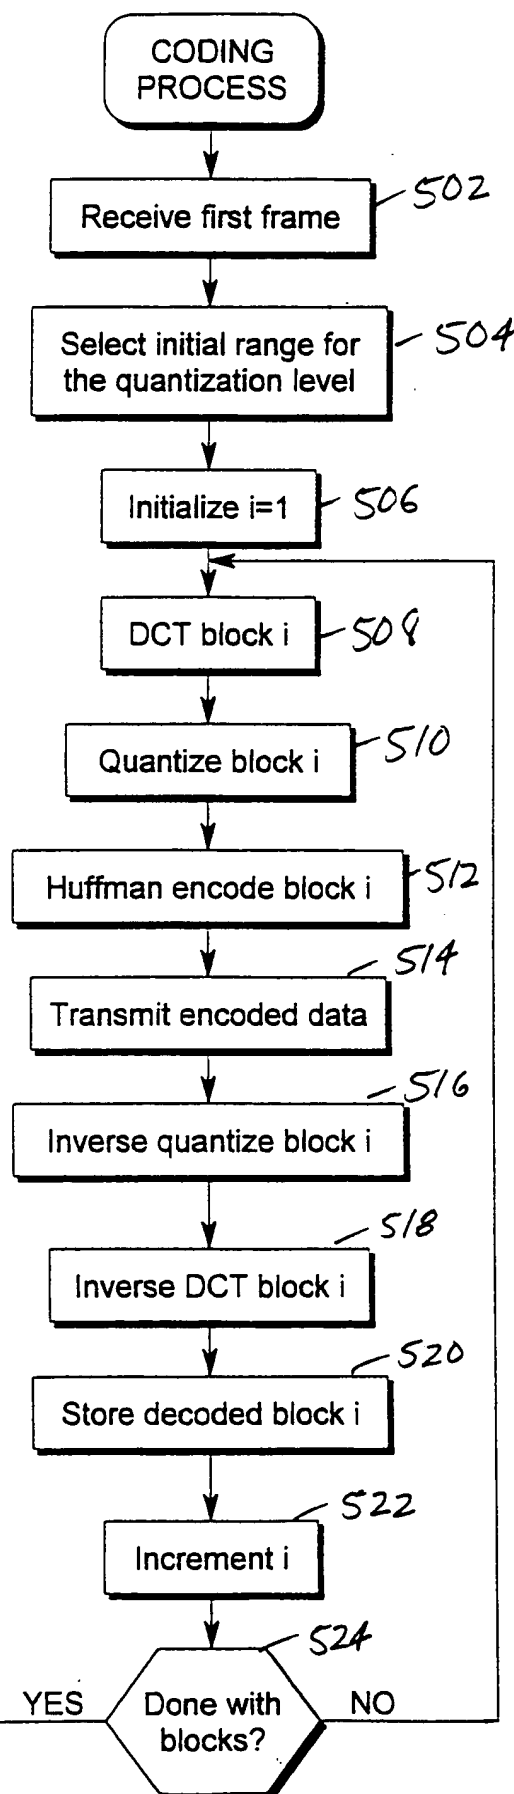 CODING
PROCESS
Receive first frame
502
Select initial range for
the quantization level
504
Initialize i=1
506
DCT block i
508
Quantize block i
510
Huffman encode block i
512
514
Transmit encoded data
516
Inverse quantize block i
518
Inverse DCT block i
520
Store decoded block i
522
Increment i
524
YES
Done with
blocks?
NO